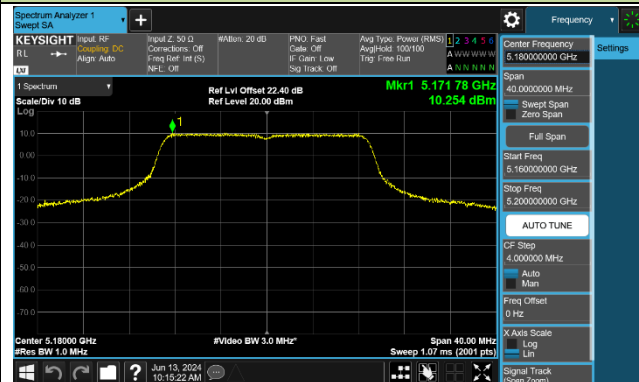 Spectrum Analyzer 1
Swept SA
Frequency
KEYSIGHT
RL
LXI
Input: RF
Coupling: DC
Align: Auto
Input Z: 50 Ω
Corrections: Off
Freq Ref: Int (S)
NFE: Off
#Atten: 20 dB
PNO: Fast
Gate: Off
IF Gain: Low
Sig Track: Off
Avg Type: Power (RMS)
Avg|Hold: 100/100
Trig: Free Run
1 2 3 4 5 6
A W W W W W
A N N N N N
1 Spectrum
Scale/Div 10 dB
Log
Ref Lvl Offset 22.40 dB
Ref Level 20.00 dBm
Mkr1 5.171 78 GHz
10.254 dBm
1
10.0
0.0
-10.0
-20.0
-30.0
-40.0
-50.0
-60.0
-70.0
Center 5.18000 GHz
#Res BW 1.0 MHz
#Video BW 3.0 MHz*
Span 40.00 MHz
Sweep 1.07 ms (2001 pts)
Jun 13, 2024
10:15:22 AM
Center Frequency
5.180000000 GHz
Settings
Span
40.0000000 MHz
Swept Span
Zero Span
Full Span
Start Freq
5.160000000 GHz
Stop Freq
5.200000000 GHz
AUTO TUNE
CF Step
4.000000 MHz
Auto
Man
Freq Offset
0 Hz
X Axis Scale
Log
Lin
Signal Track
(Span Zoom)